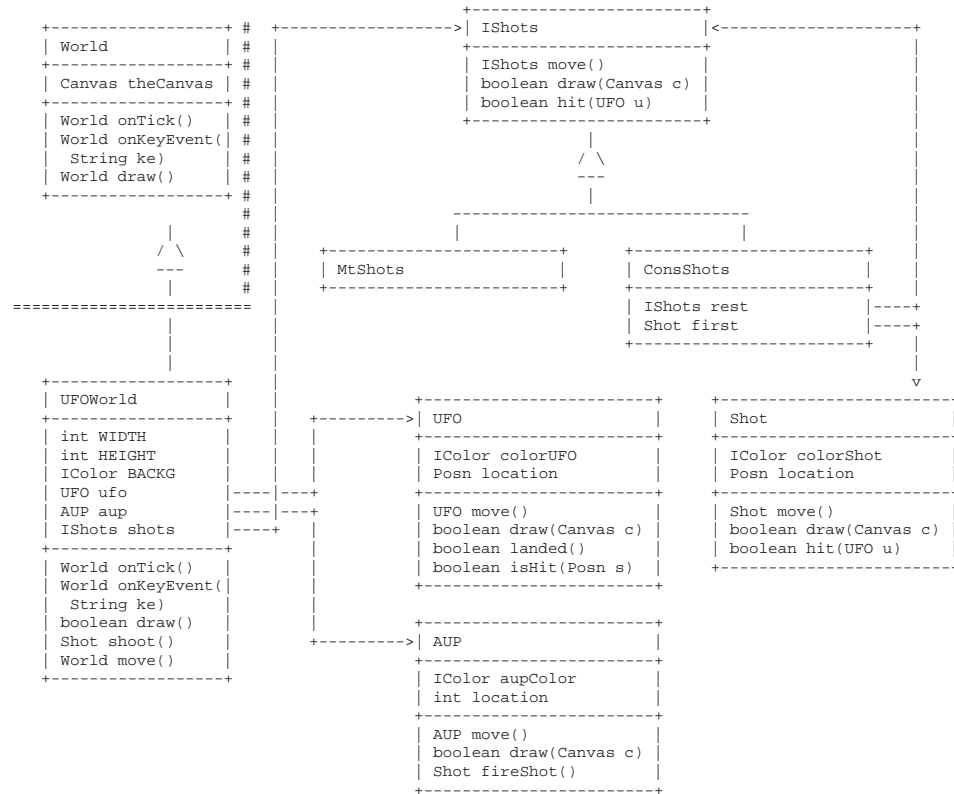 World
Canvas theCanvas
World onTick()
World onKeyEvent(
String ke)
World draw()
IShots
IShots move()
boolean draw(Canvas c)
boolean hit(UFO u)
MtShots
ConsShots
IShots rest
Shot first
UFOWorld
int WIDTH
int HEIGHT
IColor BACKG
UFO ufo
AUP aup
IShots shots
World onTick()
World onKeyEvent(
String ke)
boolean draw()
Shot shoot()
World move()
UFO
IColor colorUFO
Posn location
UFO move()
boolean draw(Canvas c)
boolean landed()
boolean isHit(Posn s)
Shot
IColor colorShot
Posn location
Shot move()
boolean draw(Canvas c)
boolean hit(UFO u)
AUP
IColor aupColor
int location
AUP move()
boolean draw(Canvas c)
Shot fireShot()